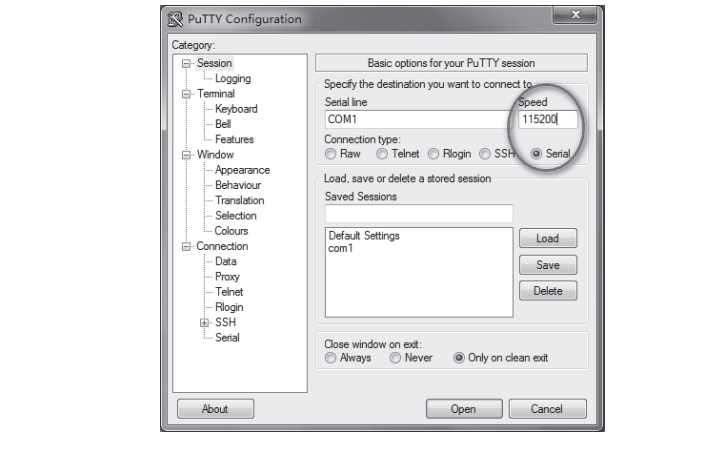 PuTTY Configuration
Category:
Session
Logging
Terminal
Keyboard
Bell
Features
Window
Appearance
Behaviour
Translation
Selection
Colours
Connection
Data
Proxy
Telnet
Rlogin
SSH
Serial
Basic options for your PuTTY session
Specify the destination you want to connect to
Serial line Speed
COM1 115200
Connection type:
Raw Telnet Rlogin SSH Serial
Load, save or delete a stored session
Saved Sessions
Default Settings
com1
Load
Save
Delete
Close window on exit:
Always Never Only on clean exit
About Open Cancel